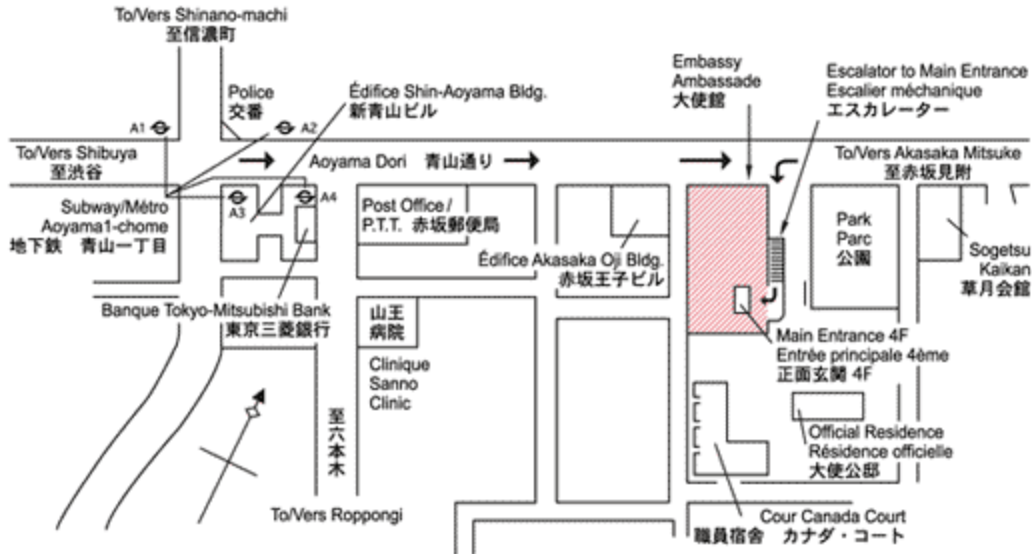 To/Vers Shinano-machi
至信濃町
Police
交番
Édifice Shin-Aoyama Bldg.
新青山ビル
Embassy
Ambassade
大使館
Escalator to Main Entrance
Escalier méchanique
エスカレーター
A1
A2
To/Vers Shibuya
至渋谷
Aoyama Dori 青山通り
To/Vers Akasaka Mitsuke
至赤坂見附
Subway/Métro
Aoyama1-chome
地下鉄 青山一丁目
A3
A4
Post Office /
P.T.T. 赤坂郵便局
Édifice Akasaka Oji Bldg.
赤坂王子ビル
Park
Parc
公園
Sogetsu
Kaikan
草月会館
Banque Tokyo-Mitsubishi Bank
東京三菱銀行
山王
病院
Clinique
Sanno
Clinic
Main Entrance 4F
Entrée principale 4ème
正面玄関 4F
至六本木
To/Vers Roppongi
Official Residence
Résidence officielle
大使公邸
Cour Canada Court
職員宿舎 カナダ・コート